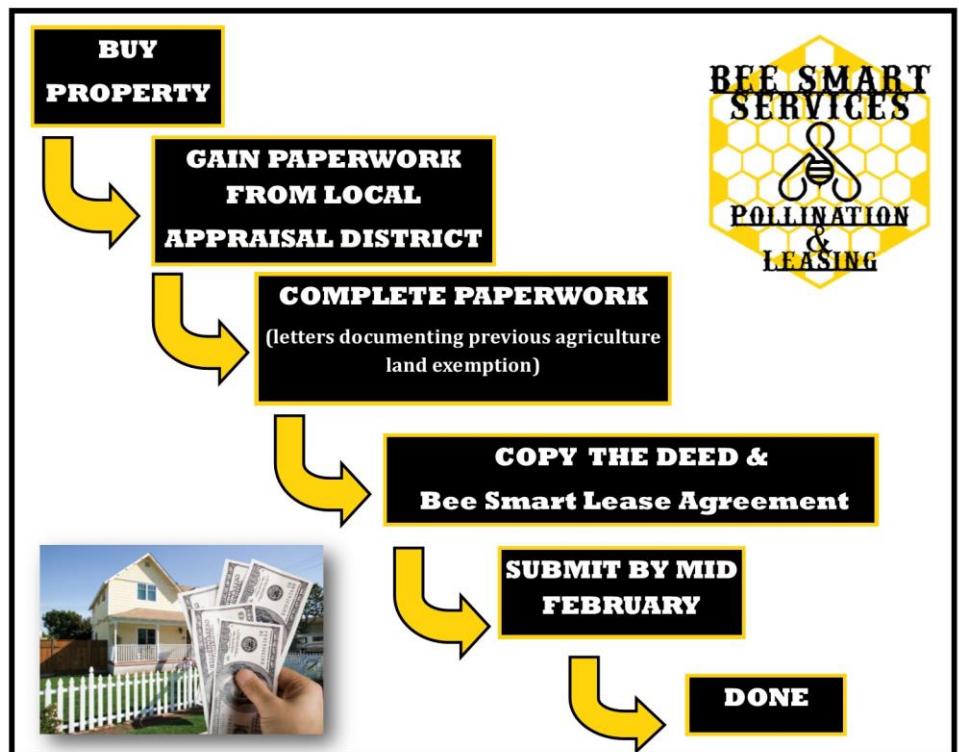 BUY
PROPERTY
BEE SMART
SERVICES
POLLINATION
&
LEASING
GAIN PAPERWORK
FROM LOCAL
APPRAISAL DISTRICT
COMPLETE PAPERWORK
(letters documenting previous agriculture
land exemption)
COPY THE DEED &
Bee Smart Lease Agreement
SUBMIT BY MID
FEBRUARY
DONE